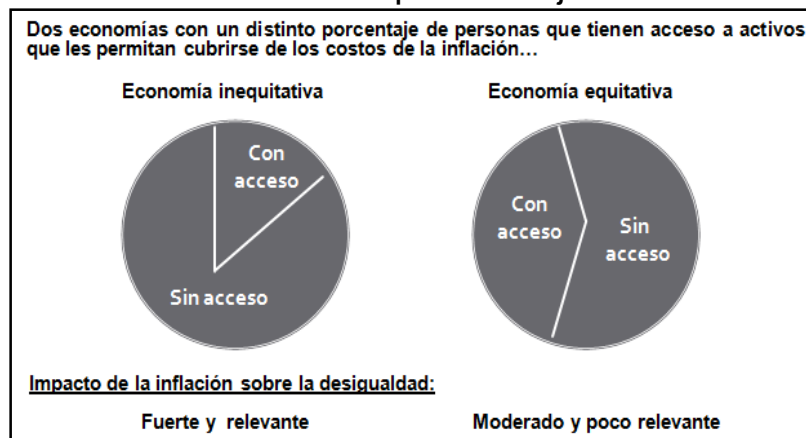 Dos economías con un distinto porcentaje de personas que tienen acceso a activos
que les permitan cubrirse de los costos de la inflación…
Economía inequitativa
Economía equitativa
Con
acceso
Sin acceso
Con
acceso
Sin
acceso
Impacto de la inflación sobre la desigualdad:
Fuerte y relevante
Moderado y poco relevante